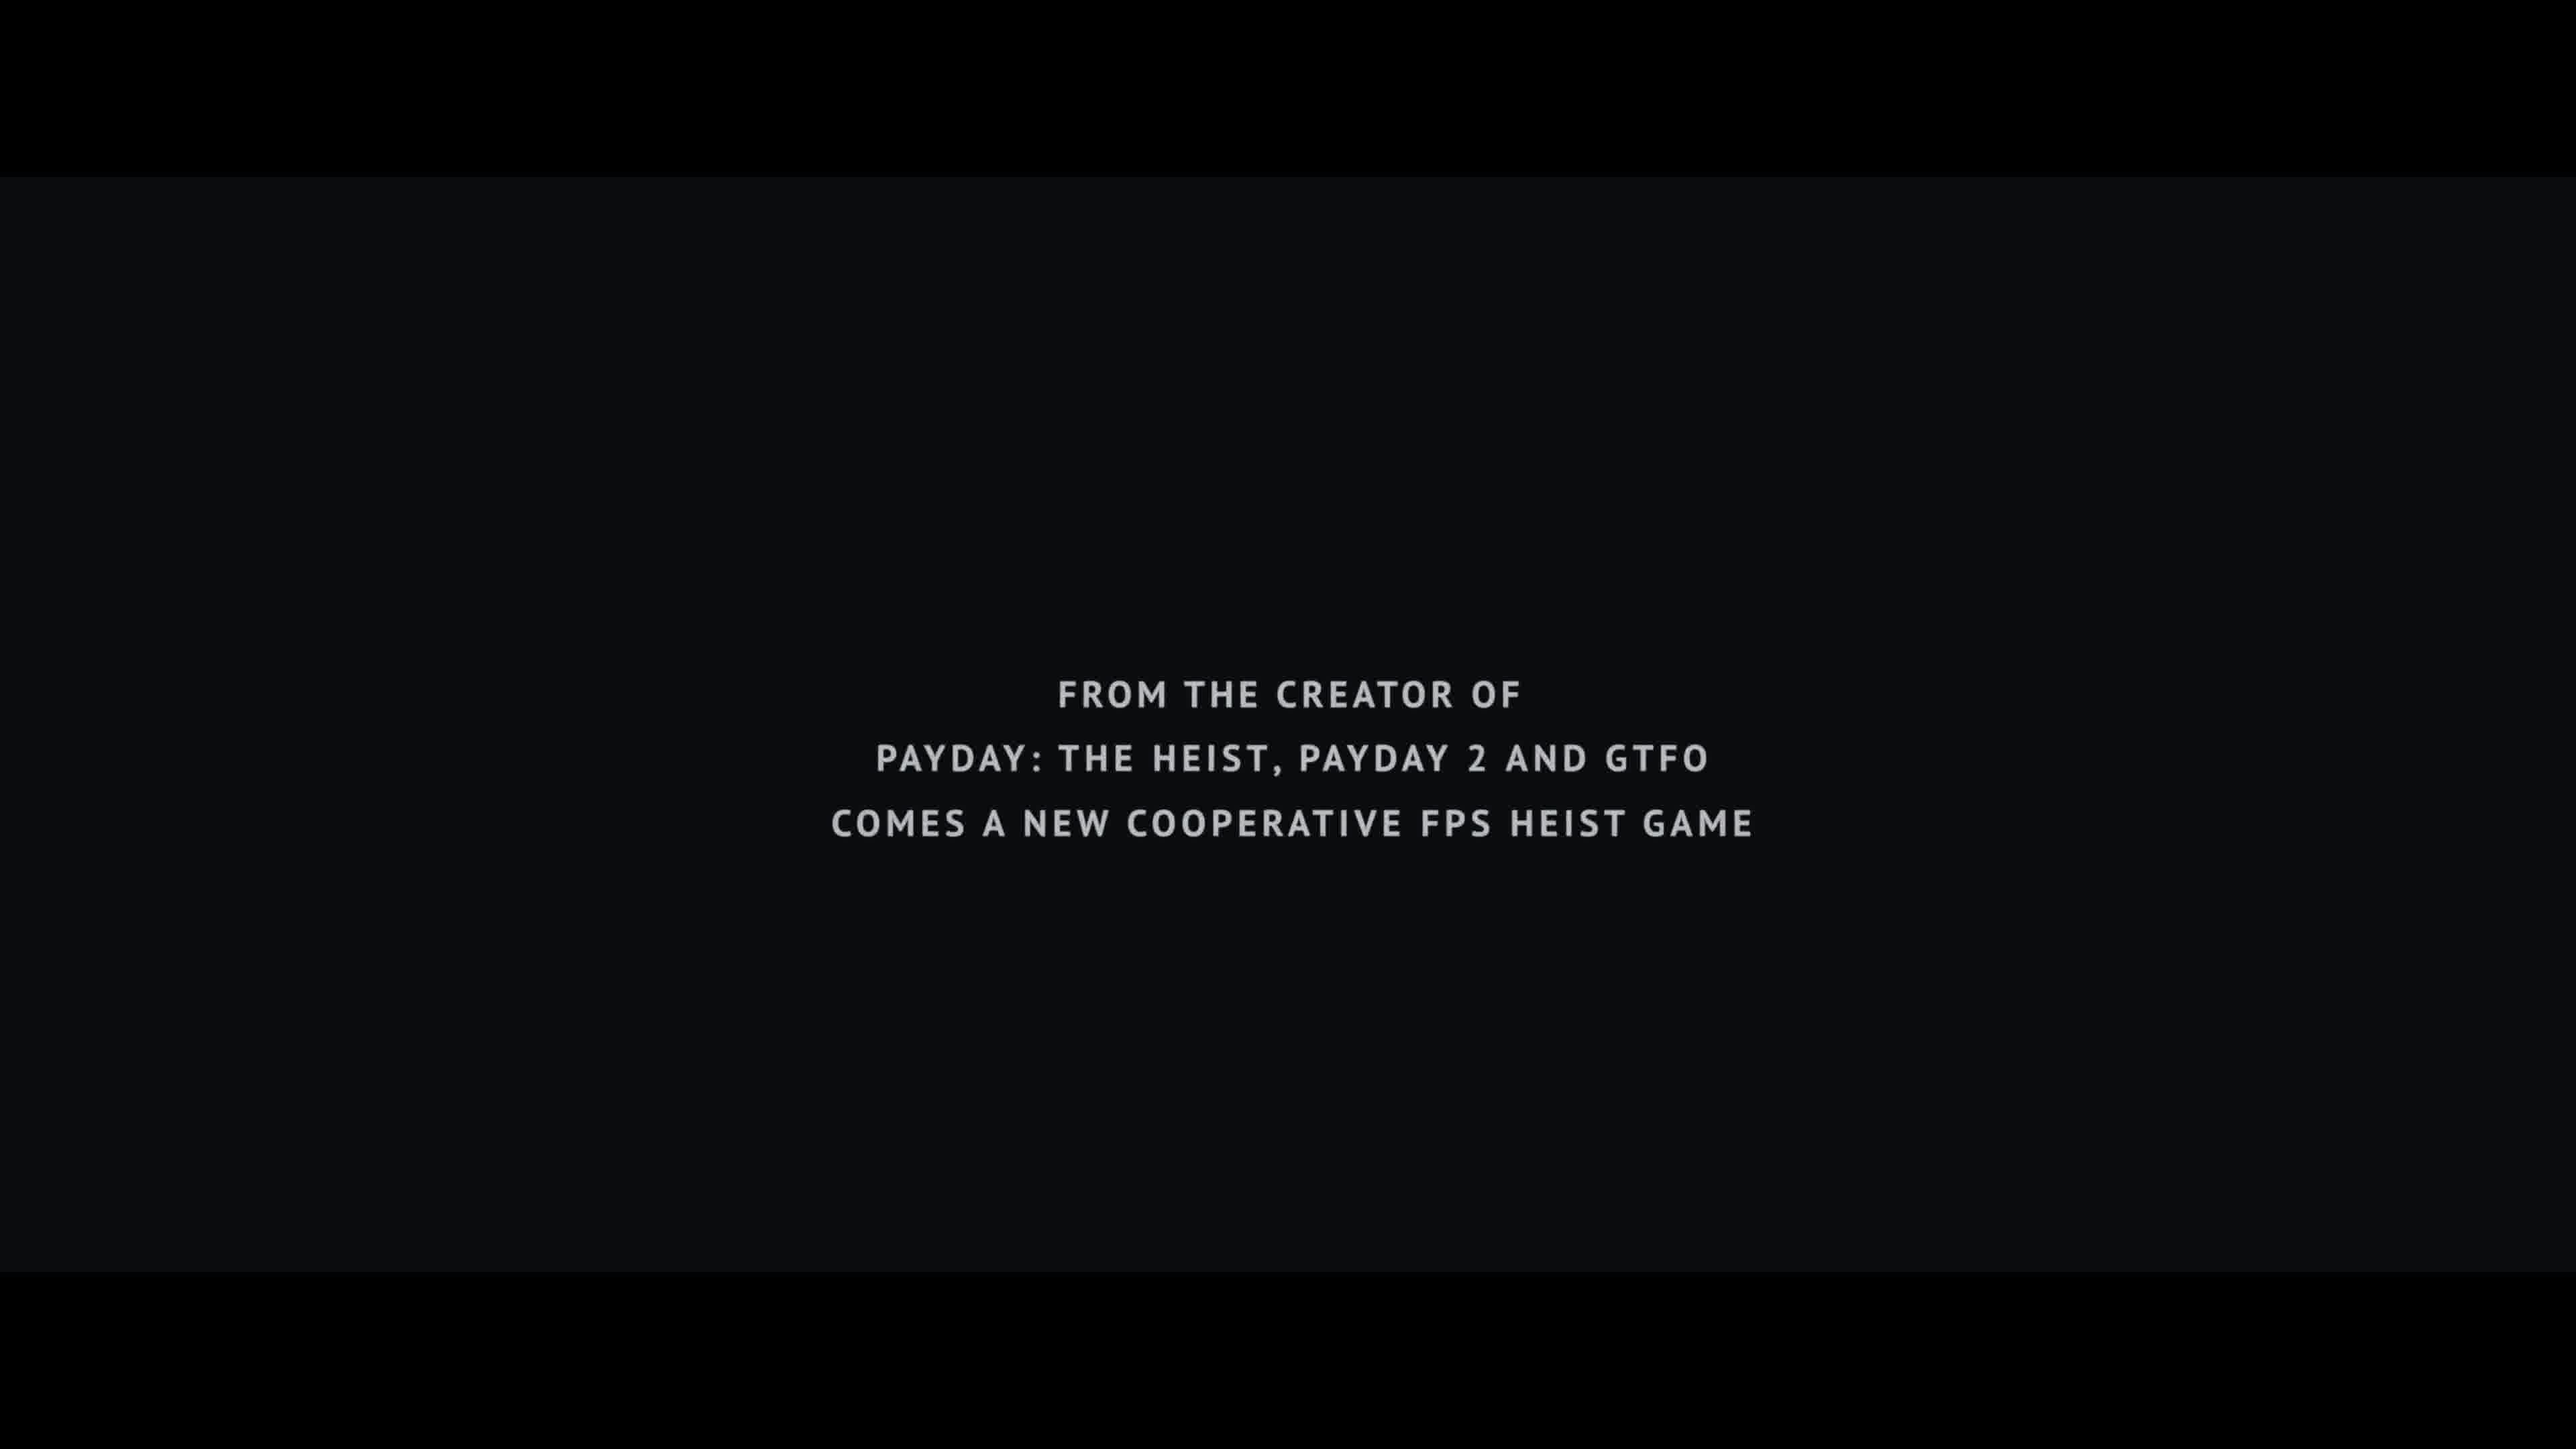 FROM THE CREATOR OF
PAYDAY: THE HEIST, PAYDAY 2 AND GTFO
COMES A NEW COOPERATIVE FPS HEIST GAME